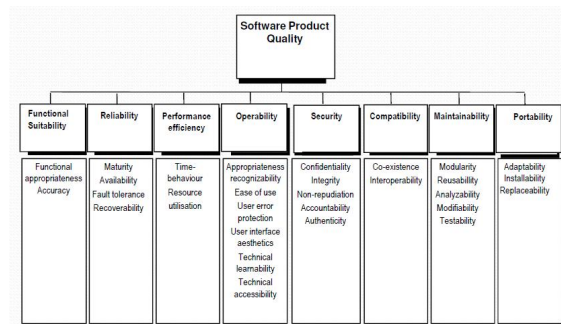 Software Product
Quality
Functional
Suitability
Reliability
Performance
efficiency
Operability
Security
Compatibility
Maintainability
Portability
Functional
appropriateness
Accuracy
Maturity
Availability
Fault tolerance
Recoverability
Time-
behaviour
Resource
utilisation
Appropriateness
recognizability
Ease of use
User error
protection
User interface
aesthetics
Technical
learnability
Technical
accessibility
Confidentiality
Integrity
Non-repudiation
Accountability
Authenticity
Co-existence
Interoperability
Modularity
Reusability
Analyzability
Modifiability
Testability
Adaptability
Installability
Replaceability